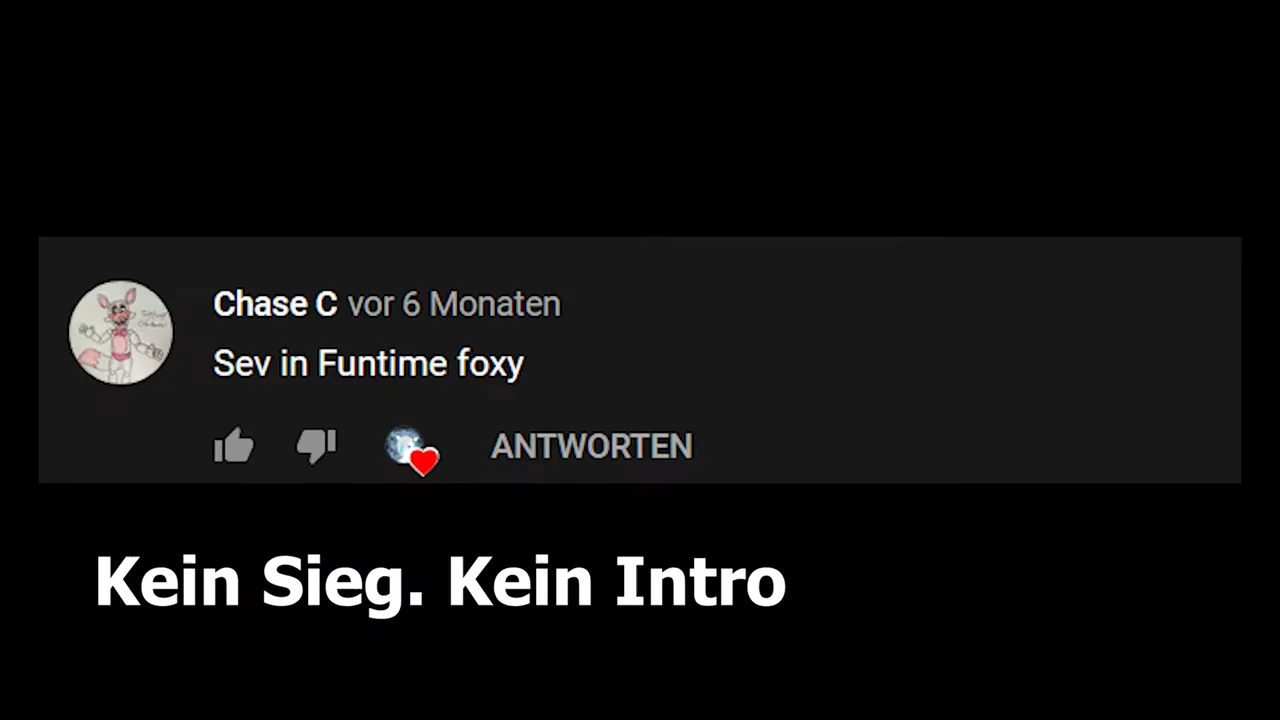 Chase C vor 6 Monaten
Sev in Funtime foxy
ANTWORTEN
Kein Sieg. Kein Intro